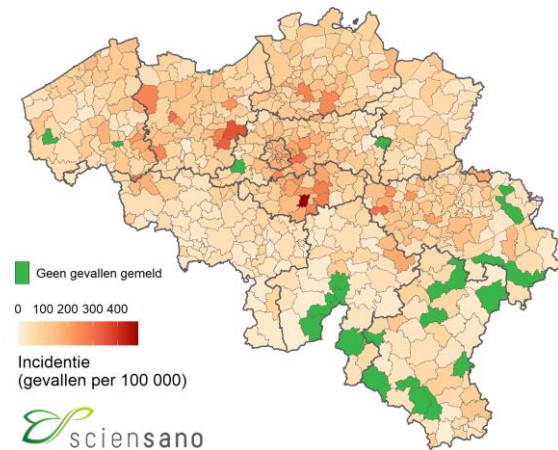 Geen gevallen gemeld
0 100 200 300 400
Incidentie
(gevallen per 100 000)
sciensano